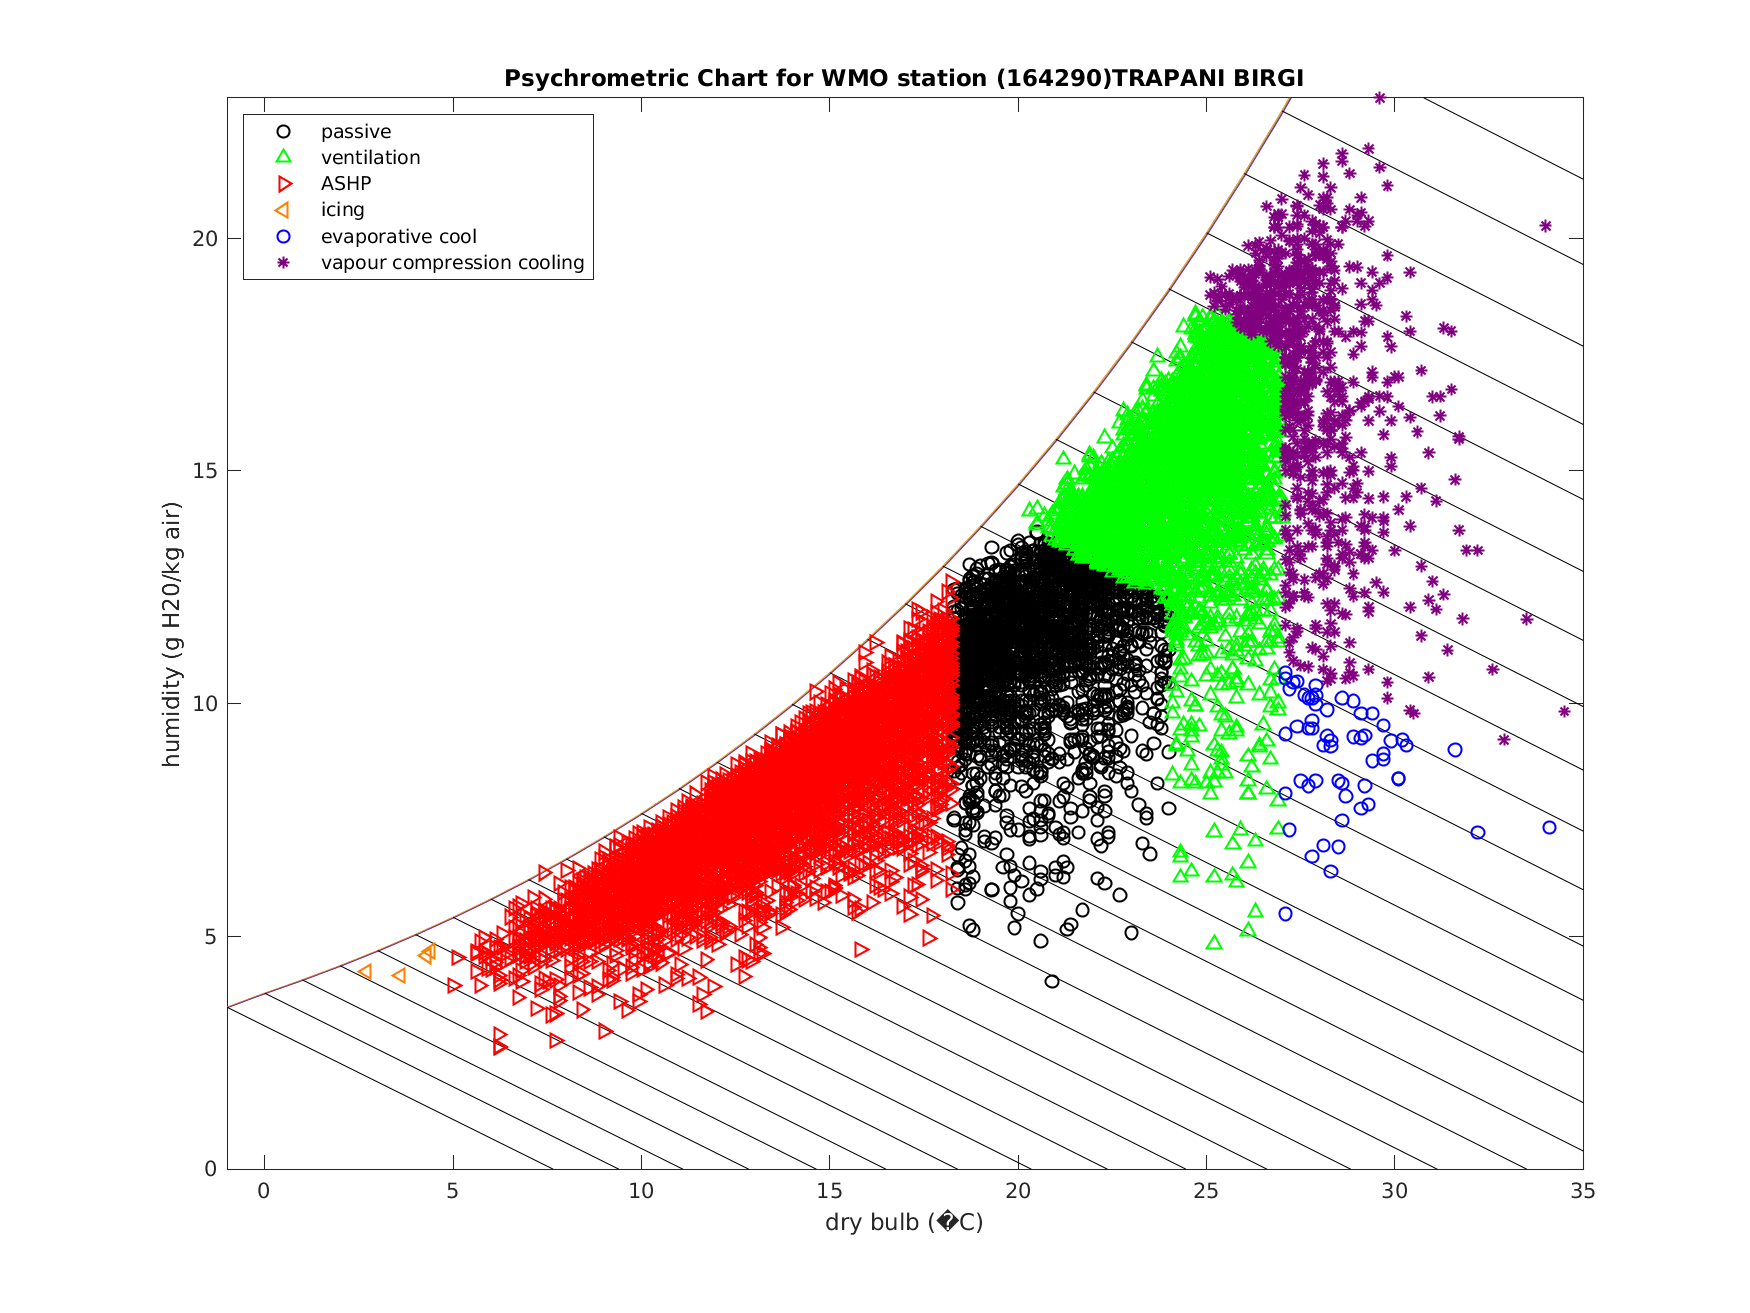 Psychrometric Chart for WMO station (164290)TRAPANI BIRGI
passive
ventilation
ASHP
icing
evaporative cool
vapour compression cooling
humidity (g H20/kg air)
20
15
10
5
0
0 5 10 15 20 25 30 35
dry bulb (�C)